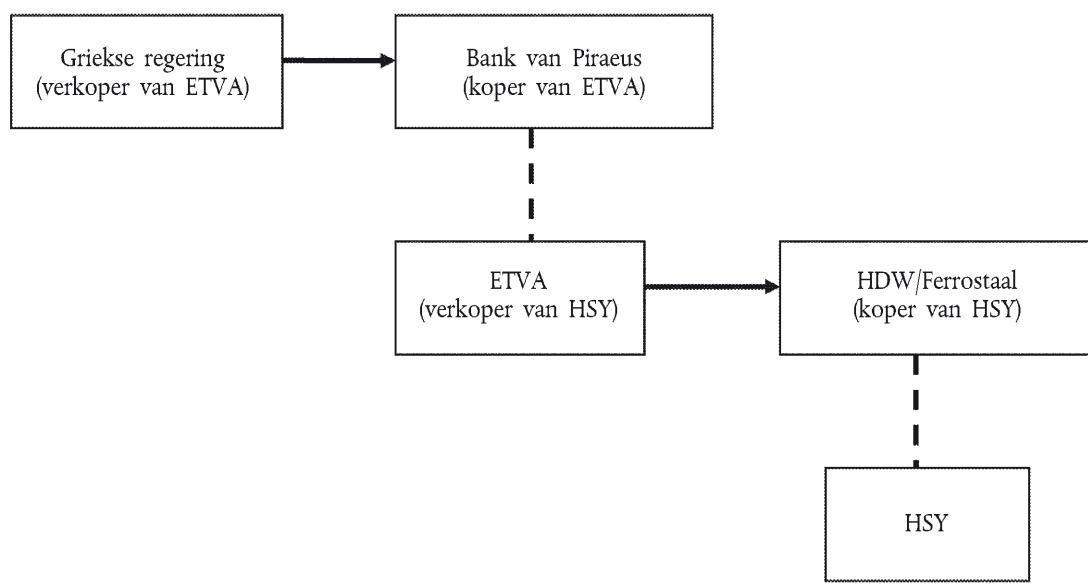 Griekse regering
(verkoper van ETVA)
Bank van Piraeus
(koper van ETVA)
ETVA
(verkoper van HSY)
HDW/Ferrostaal
(koper van HSY)
HSY